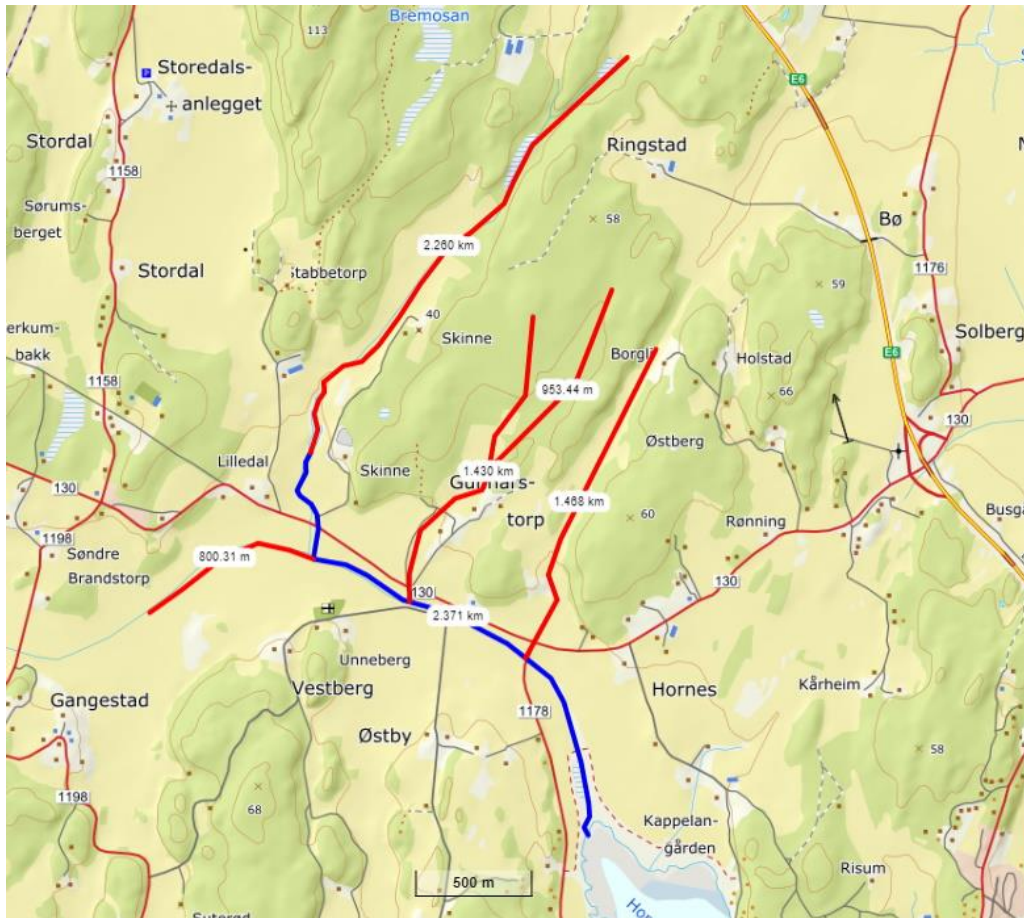 Bremosan
113
Storedals-
anlegget
E6
Stordal
Ringstad
1158
Sørums-
berget
58
Bø
2.260 km
Stordal
Stabbetorp
1176
59
40
erkum-
bakk
Skinne
Solberg
Borgli
Holstad
E6
1158
953.44 m
66
130
Østberg
Lilledal
Skinne
1.430 km
Gunnars-
130
1.468 km
torp
60
Rønning
Busga
1198
Søndre
Brandstorp
800.31 m
130
130
2.371 km
Unneberg
Vestberg
Hornes
Kårheim
Gangestad
1178
Østby
58
68
1198
Kappelan-
gården
Risum
500 m
Hor
Suterød